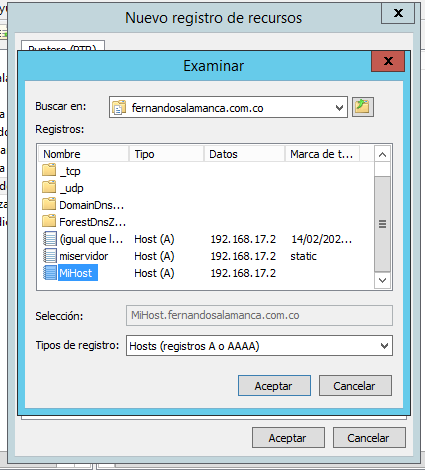 Nuevo registro de recursos
Puntero (PTR)
Examinar
Buscar en: fernandosalamanca.com.co
Registros:
Nombre Tipo Datos Marca de t...
_tcp
_udp
DomainDns...
ForestDnsZ...
(igual que l... Host (A) 192.168.17.2 14/02/202...
miservidor Host (A) 192.168.17.2 static
MiHost Host (A) 192.168.17.2
Selección: MiHost.fernandosalamanca.com.co
Tipos de registro: Hosts (registros A o AAAA)
Aceptar Cancelar
Aceptar Cancelar